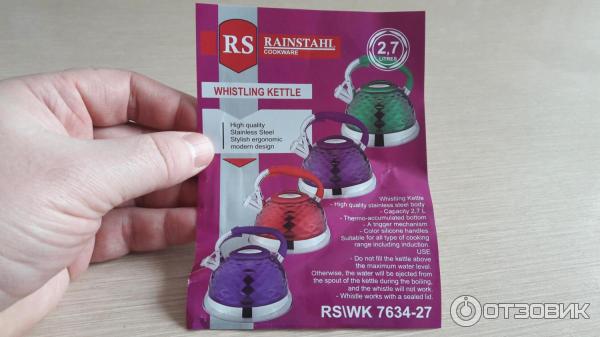 RS
RAINSTAHL
COOKWARE
2,7
LITRES
WHISTLING KETTLE
High quality
Stainless Steel
Stylish ergonomic
modern design
Whistling Kettle
- High quality stainless steel body
- Capacity 2,7 L
- Thermo-accumulated bottom
- A trigger mechanism
- Color silicone handles
Suitable for all type of cooking
range including induction.
USE
- Do not fill the kettle above
the maximum water level.
Otherwise, the water will be ejected from
the spout of the kettle during the boiling,
and the whistle will not work.
- Whistle works with a sealed lid.
RS\WK 7634-27
ОТЗОВИК